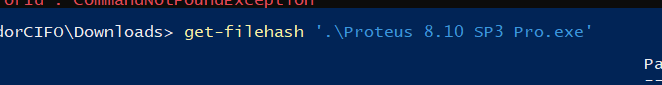 dorCIFO\Downloads> get-filehash '.\Proteus 8.10 SP3 Pro.exe'
Pa
--